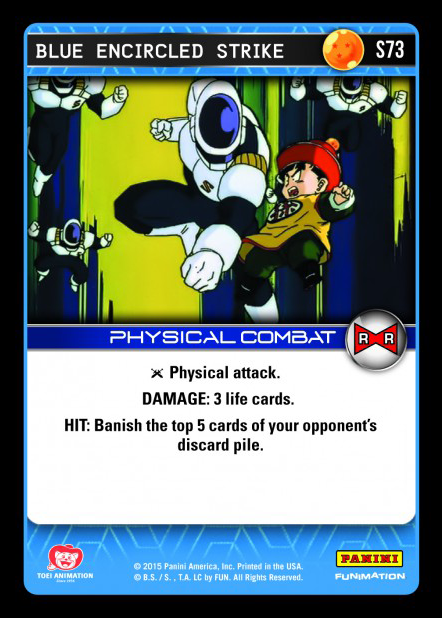 BLUE ENCIRCLED STRIKE S73
S
PHYSICAL COMBAT
R R
Physical attack.
DAMAGE: 3 life cards.
HIT: Banish the top 5 cards of your opponent's
discard pile.
TOEI ANIMATION
© 2015 Panini America, Inc. Printed in the USA.
© B.S./ S. , T.A. LC by FUN. All Rights Reserved.
PANINI
FUNIMATION